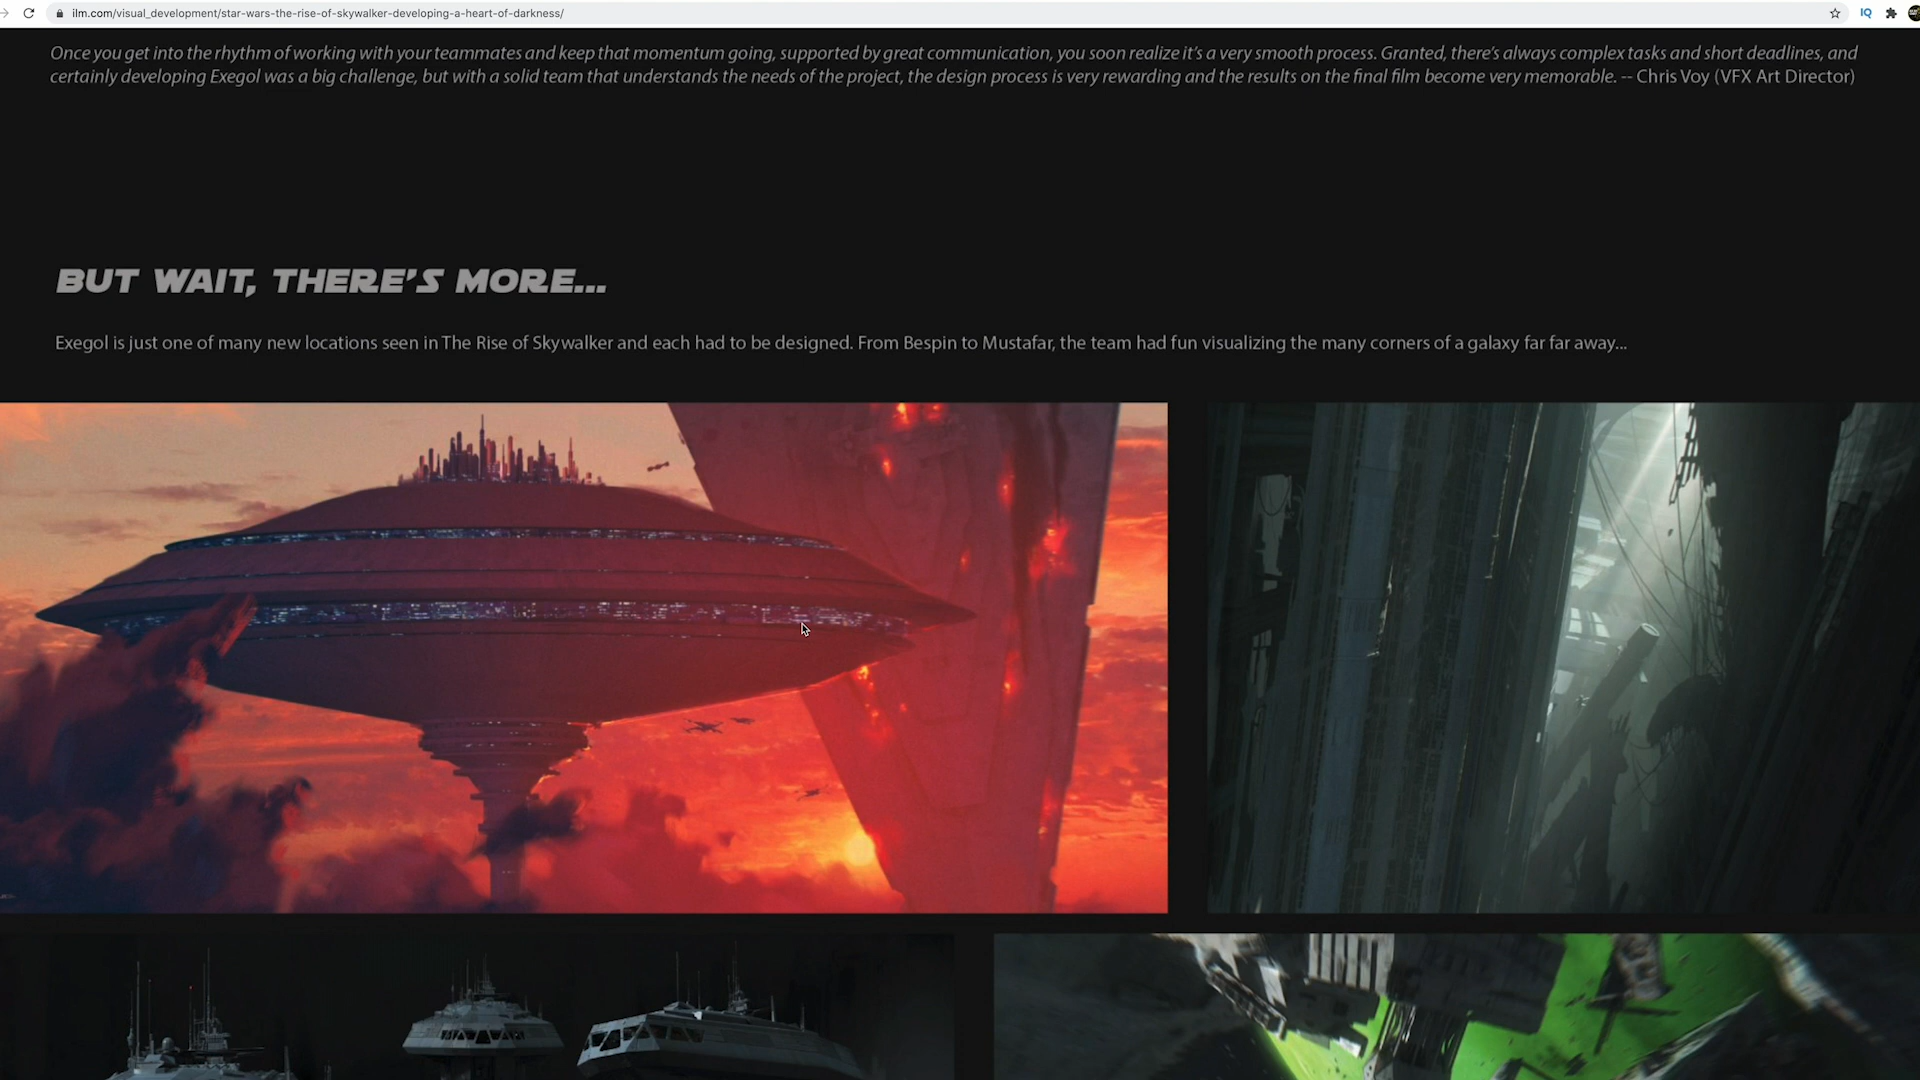 ilm.com/visual_development/star-wars-the-rise-of-skywalker-developing-a-heart-of-darkness/
IQ
Once you get into the rhythm of working with your teammates and keep that momentum going, supported by great communication, you soon realize it's a very smooth process. Granted, there's always complex tasks and short deadlines, and
certainly developing Exegol was a big challenge, but with a solid team that understands the needs of the project, the design process is very rewarding and the results on the final film become very memorable. -- Chris Voy (VFX Art Director)
BUT WAIT, THERE'S MORE...
Exegol is just one of many new locations seen in The Rise of Skywalker and each had to be designed. From Bespin to Mustafar, the team had fun visualizing the many corners of a galaxy far far away...